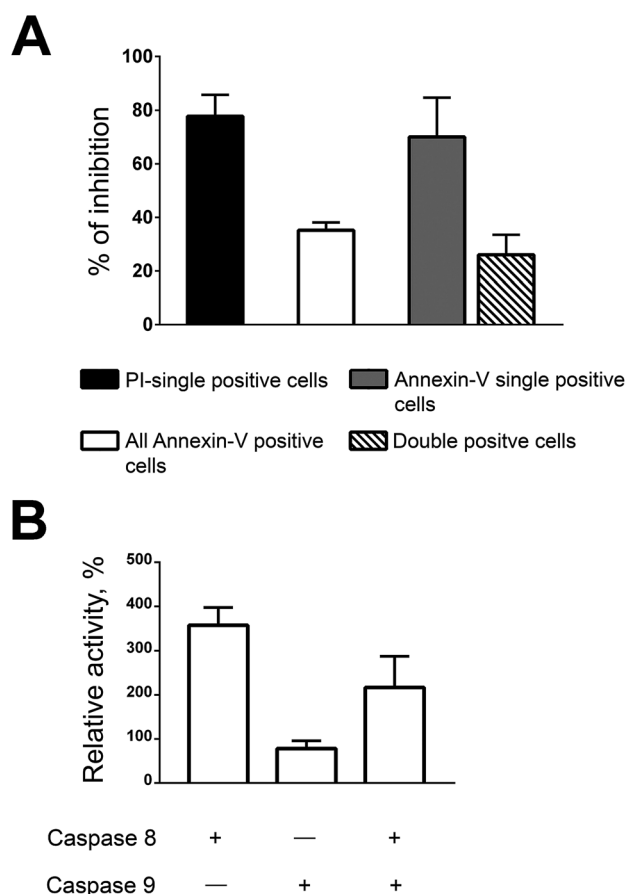 A
% of inhibition
100
80
60
40
20
0
PI-single positive cells
Annexin-V single positive
cells
All Annexin-V positive
cells
Double positve cells
B
Relative activity, %
500
400
300
200
100
0
Caspase 8 + — +
Caspase 9 — + +